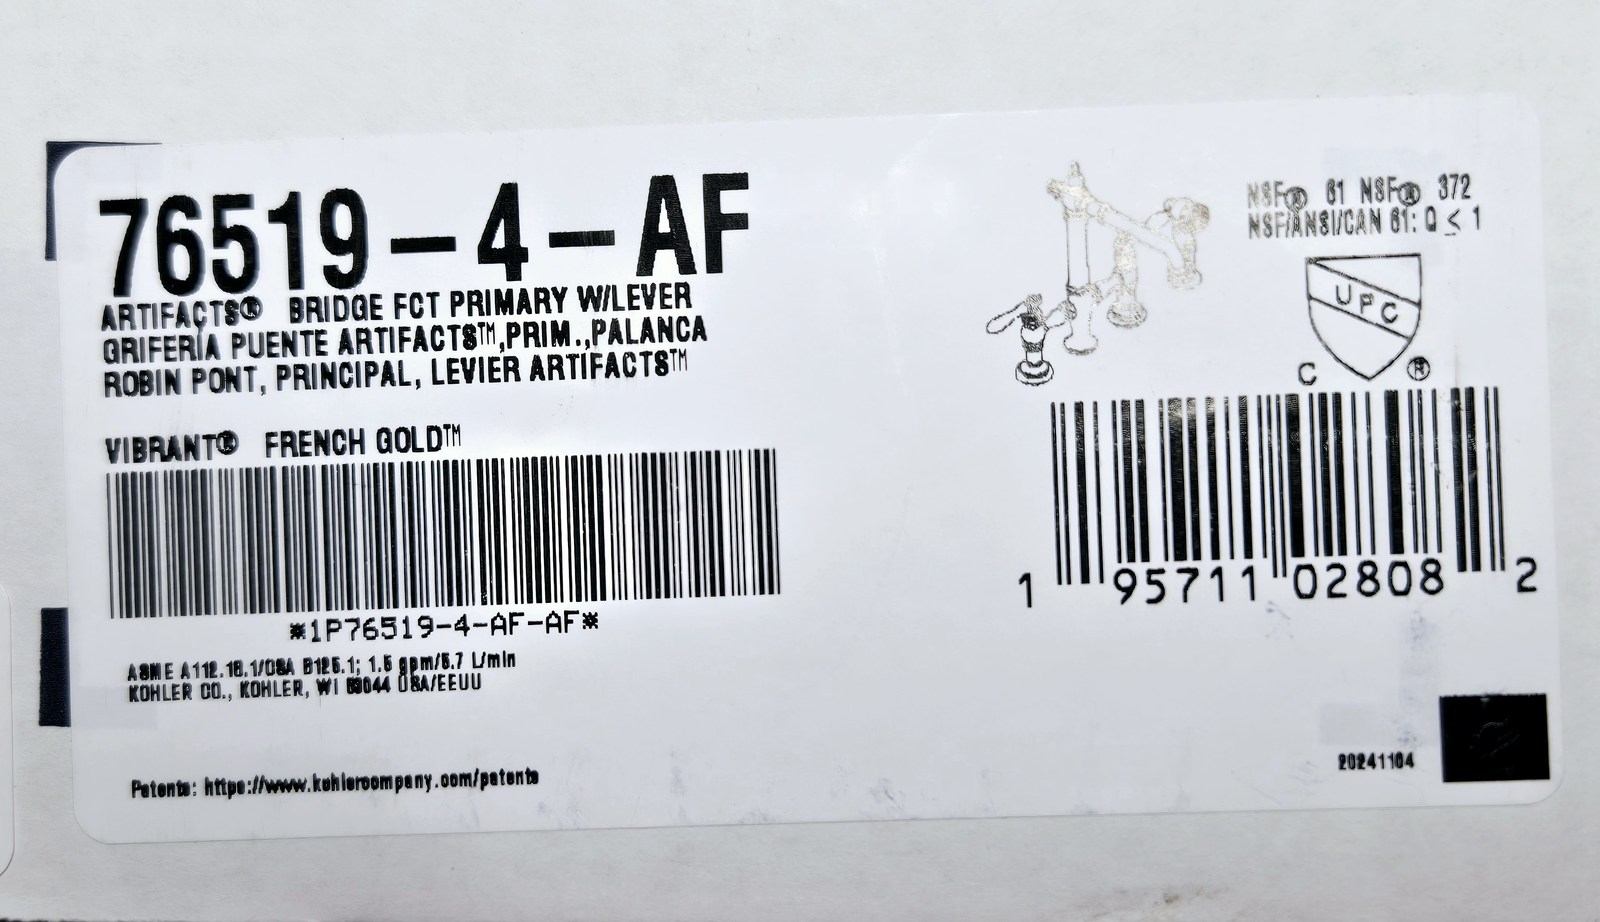 76519-4-AF
ARTIFACTS® BRIDGE FCT PRIMARY W/LEVER
GRIFERÍA PUENTE ARTIFACTS™,PRIM.,PALANCA
ROBIN PONT, PRINCIPAL, LEVIER ARTIFACTS™
VIBRANT® FRENCH GOLD™
*1P76519-4-AF-AF*
ASME A112.18.1/CSA B125.1; 1.5 gpm/5.7 L/min
KOHLER CO., KOHLER, WI 53044 USA/EEUU
Patents: https://www.kohlercompany.com/patents
NSF® 61 NSF® 372
NSF/ANSI/CAN 61: Q ≤ 1
UPC
C ®
1 95711 02808 2
20241104